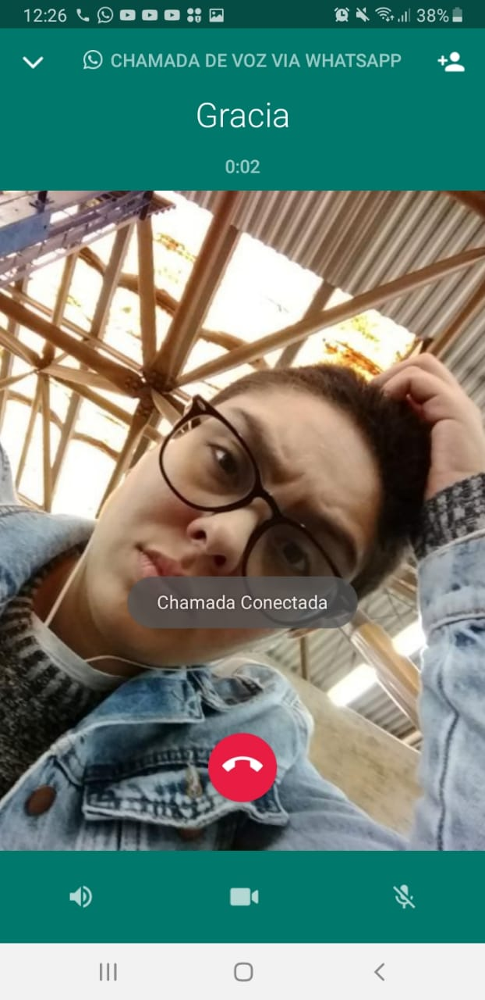 12:26
38%
CHAMADA DE VOZ VIA WHATSAPP
Gracia
0:02
Chamada Conectada